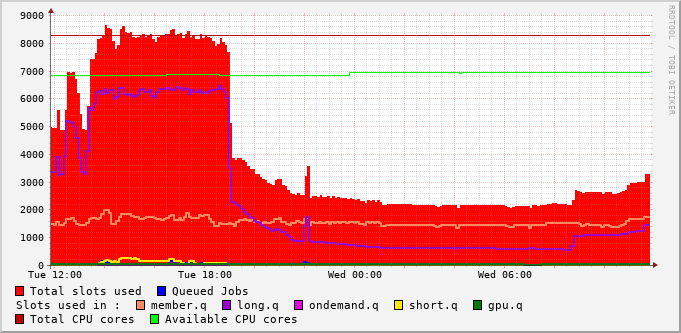 9000
8000
7000
6000
5000
4000
3000
2000
1000
0
Tue 12:00 Tue 18:00 Wed 00:00 Wed 06:00
RRDTOOL / TOBI OETIKER
Total slots used Queued Jobs
Slots used in : member.q long.q ondemand.q short.q gpu.q
Total CPU cores Available CPU cores